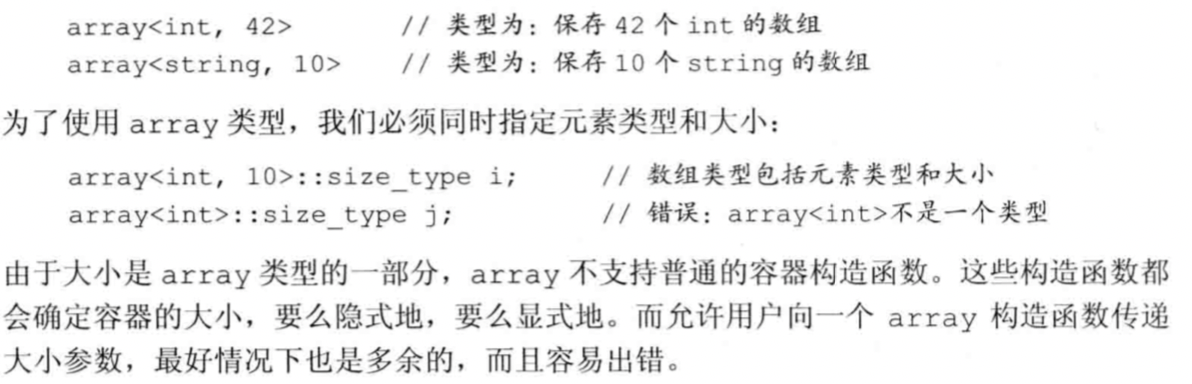 array<int, 42>        // 类型为：保存 42 个 int 的数组
array<string, 10>    // 类型为：保存 10 个 string 的数组
为了使用 array 类型，我们必须同时指定元素类型和大小：
array<int, 10>::size_type i;      // 数组类型包括元素类型和大小
array<int>::size_type j;          // 错误：array<int>不是一个类型
由于大小是 array 类型的一部分，array 不支持普通的容器构造函数。这些构造函数都
会确定容器的大小，要么隐式地，要么显式地。而允许用户向一个 array 构造函数传递
大小参数，最好情况下也是多余的，而且容易出错。